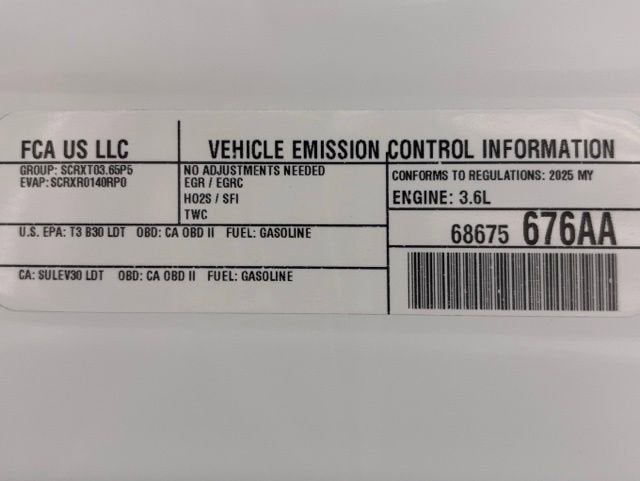 FCA US LLC
VEHICLE EMISSION CONTROL INFORMATION
GROUP: SCRXT03.65P5
EVAP: SCRXR0140RP0
NO ADJUSTMENTS NEEDED
EGR / EGRC
HO2S / SFI
TWC
CONFORMS TO REGULATIONS: 2025 MY
ENGINE: 3.6L
U.S. EPA: T3 B30 LDT OBD: CA OBD II FUEL: GASOLINE
68675 676AA
CA: SULEV30 LDT OBD: CA OBD II FUEL: GASOLINE